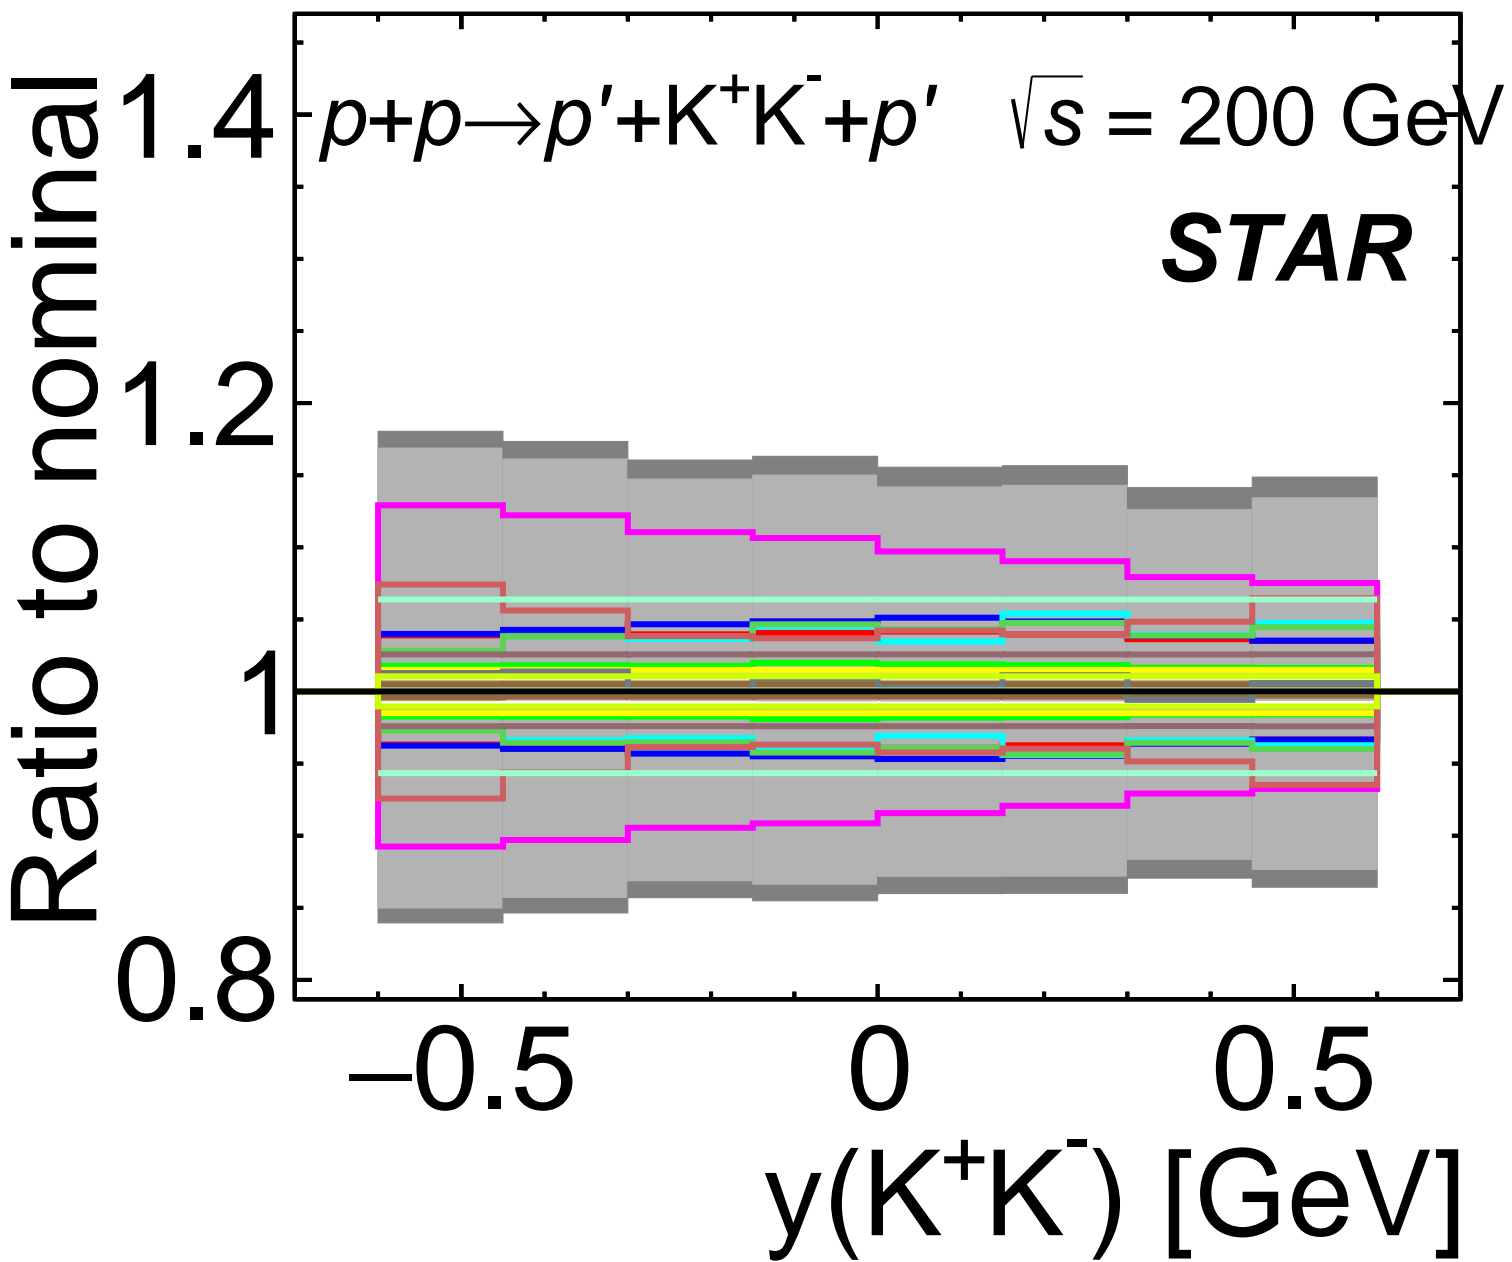 Ratio to nominal
p+p→p′+K⁺K⁻+p′ √s = 200 GeV
STAR
1.4
1.2
1
0.8
−0.5 0 0.5
y(K⁺K⁻) [GeV]